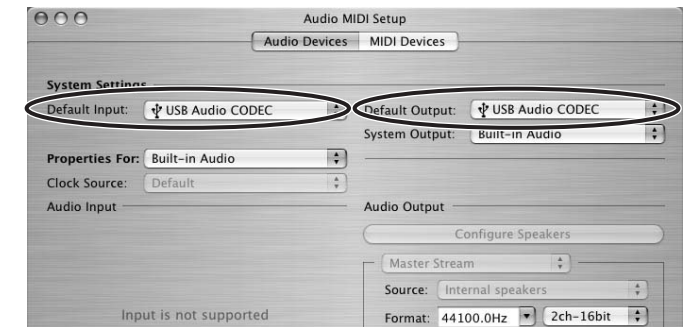 Audio MIDI Setup
Audio Devices MIDI Devices
System Settings
Default Input: USB Audio CODEC
Default Output: USB Audio CODEC
System Output: Built-in Audio
Properties For: Built-in Audio
Clock Source: Default
Audio Input
Audio Output
Configure Speakers
Master Stream
Source: Internal speakers
Input is not supported
Format: 44100.0Hz 2ch-16bit